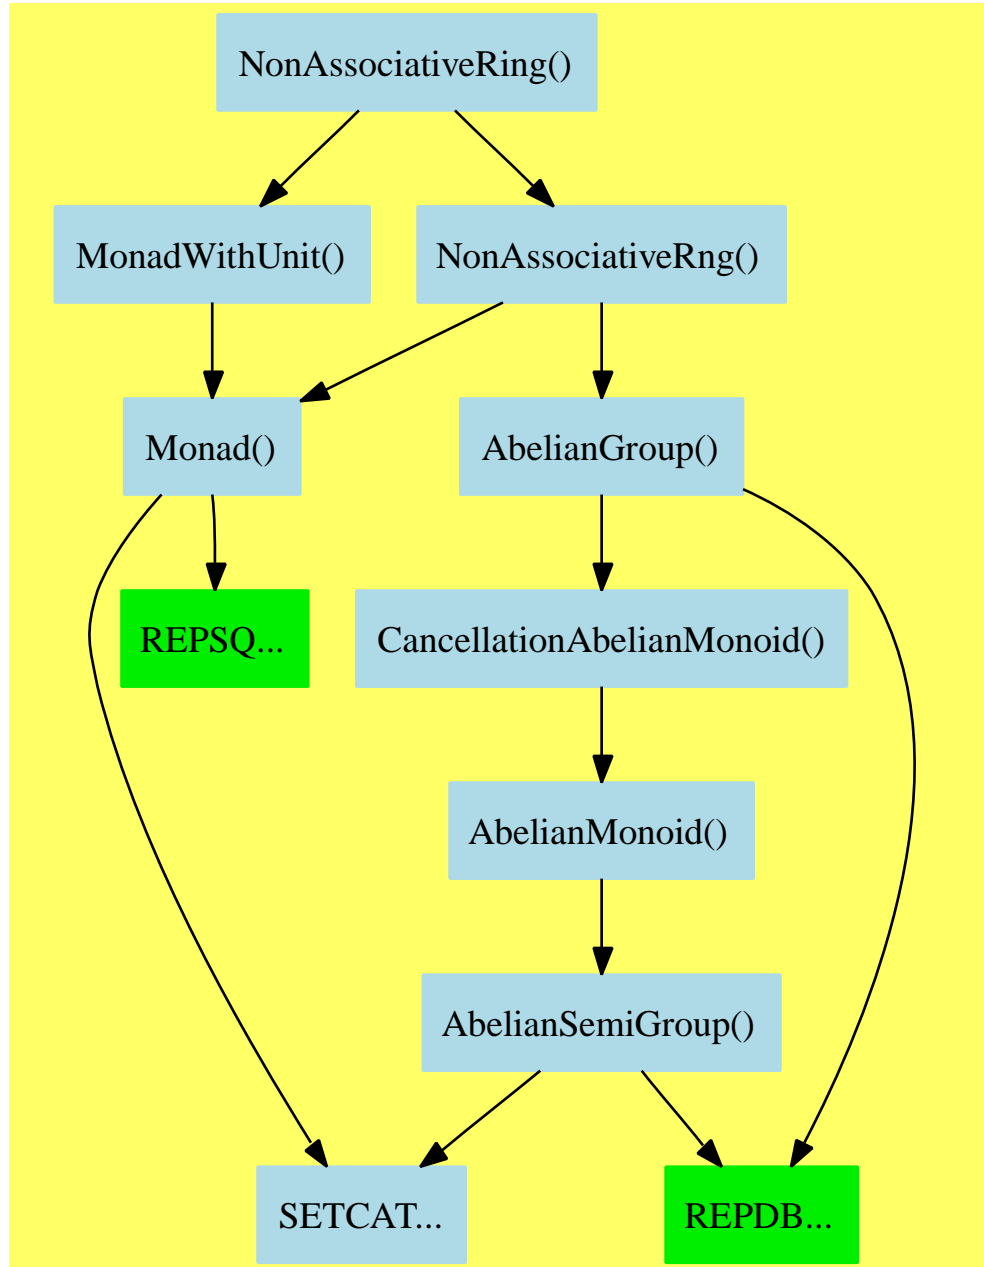 NonAssociativeRing()
MonadWithUnit()
NonAssociativeRng()
Monad()
AbelianGroup()
REPSQ...
CancellationAbelianMonoid()
AbelianMonoid()
AbelianSemiGroup()
SETCAT...
REPDB...